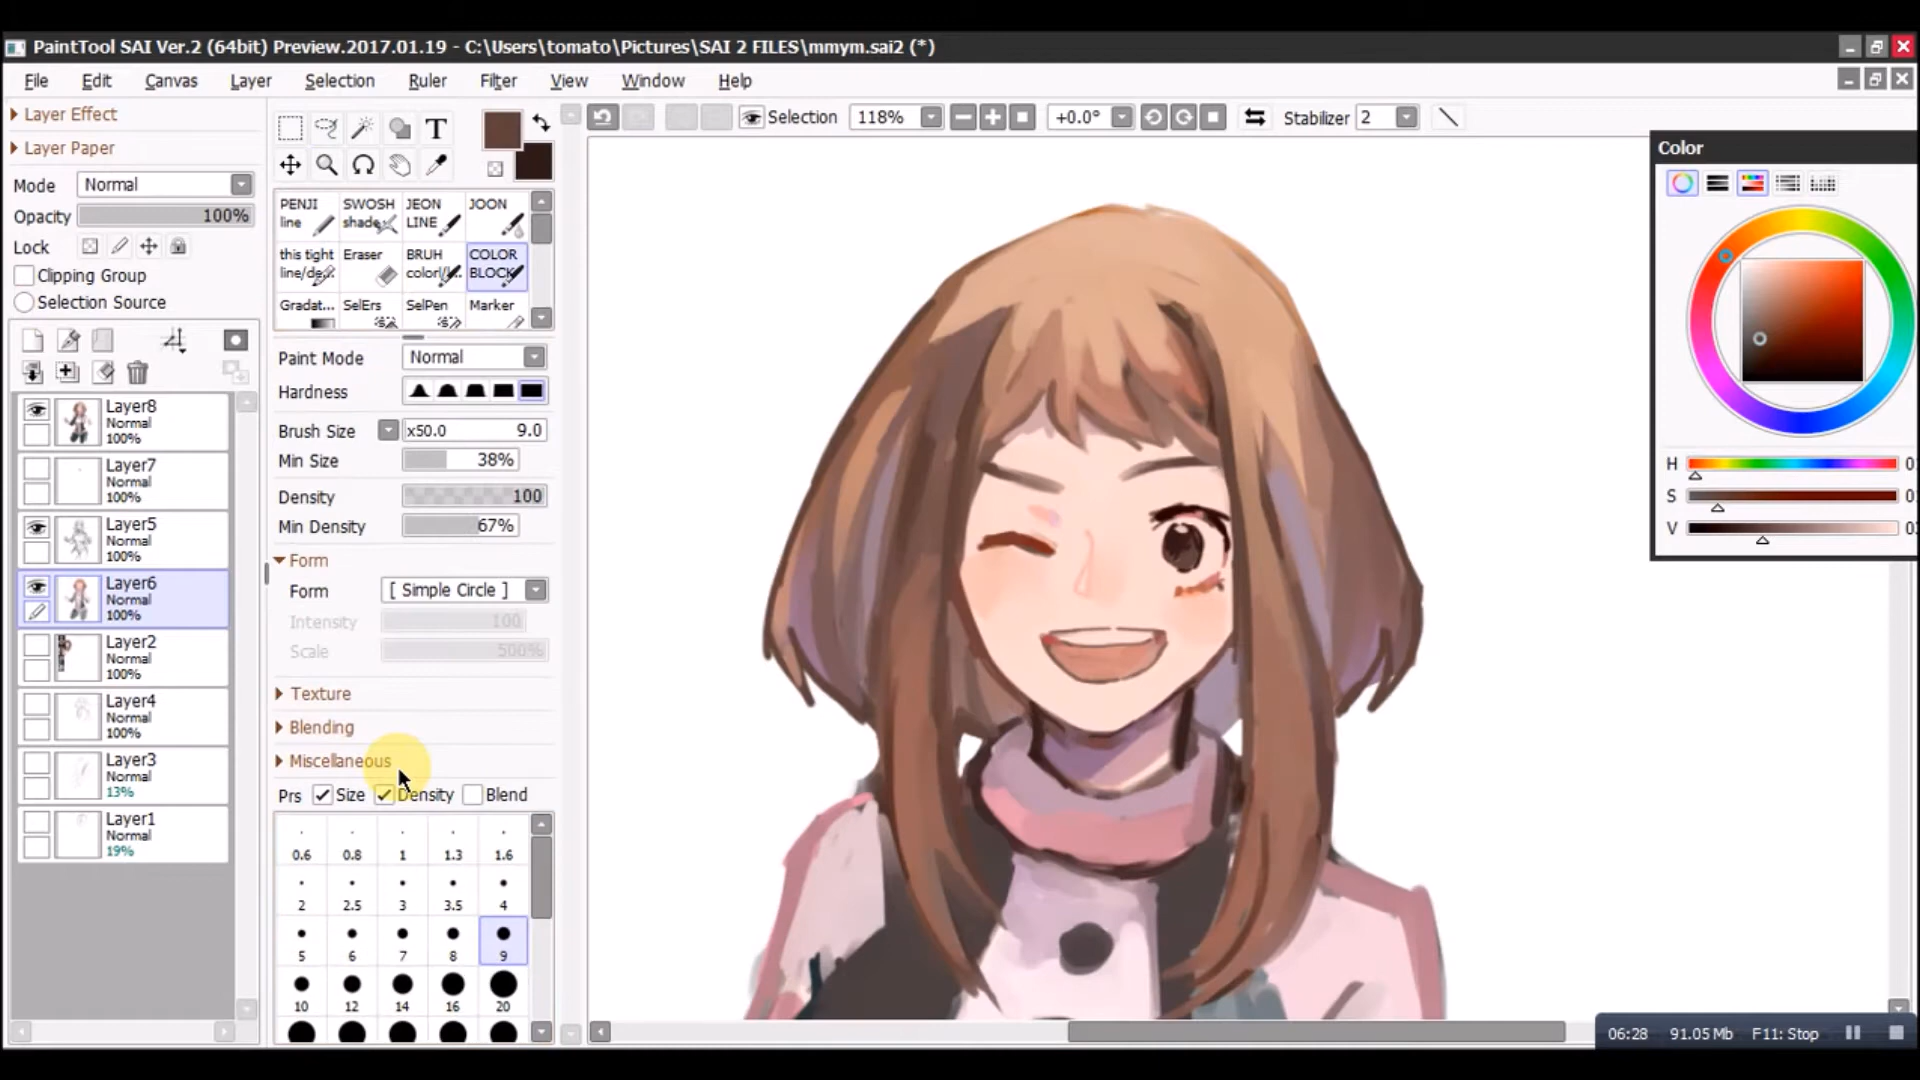 PaintTool SAI Ver.2 (64bit) Preview.2017.01.19 - C:\Users\tomato\Pictures\SAI 2 FILES\mmym.sai2 (*)
File Edit Canvas Layer Selection Ruler Filter View Window Help
Layer Effect
Layer Paper
Mode Normal
Opacity 100%
Lock
Clipping Group
Selection Source
Layer8
Normal
100%
Layer7
Normal
100%
Layer5
Normal
100%
Layer6
Normal
100%
Layer2
Normal
100%
Layer4
Normal
100%
Layer3
Normal
13%
Layer1
Normal
19%
T
PENJI line
SWOSH shade
JEON LINE
JOON
this tight line/de..
Eraser
BRUH color/l..
COLOR BLOCK
Gradat...
SelErs
SelPen
Marker
Paint Mode Normal
Hardness
Brush Size x50.0 9.0
Min Size 38%
Density 100
Min Density 67%
Form
Form [ Simple Circle ]
Intensity 100
Scale 500%
Texture
Blending
Miscellaneous
Prs Size Density Blend
0.6 0.8 1 1.3 1.6
2 2.5 3 3.5 4
5 6 7 8 9
10 12 14 16 20
Selection 118% +0.0° Stabilizer 2
Color
H
S
V
06:28 91.05 Mb F11: Stop